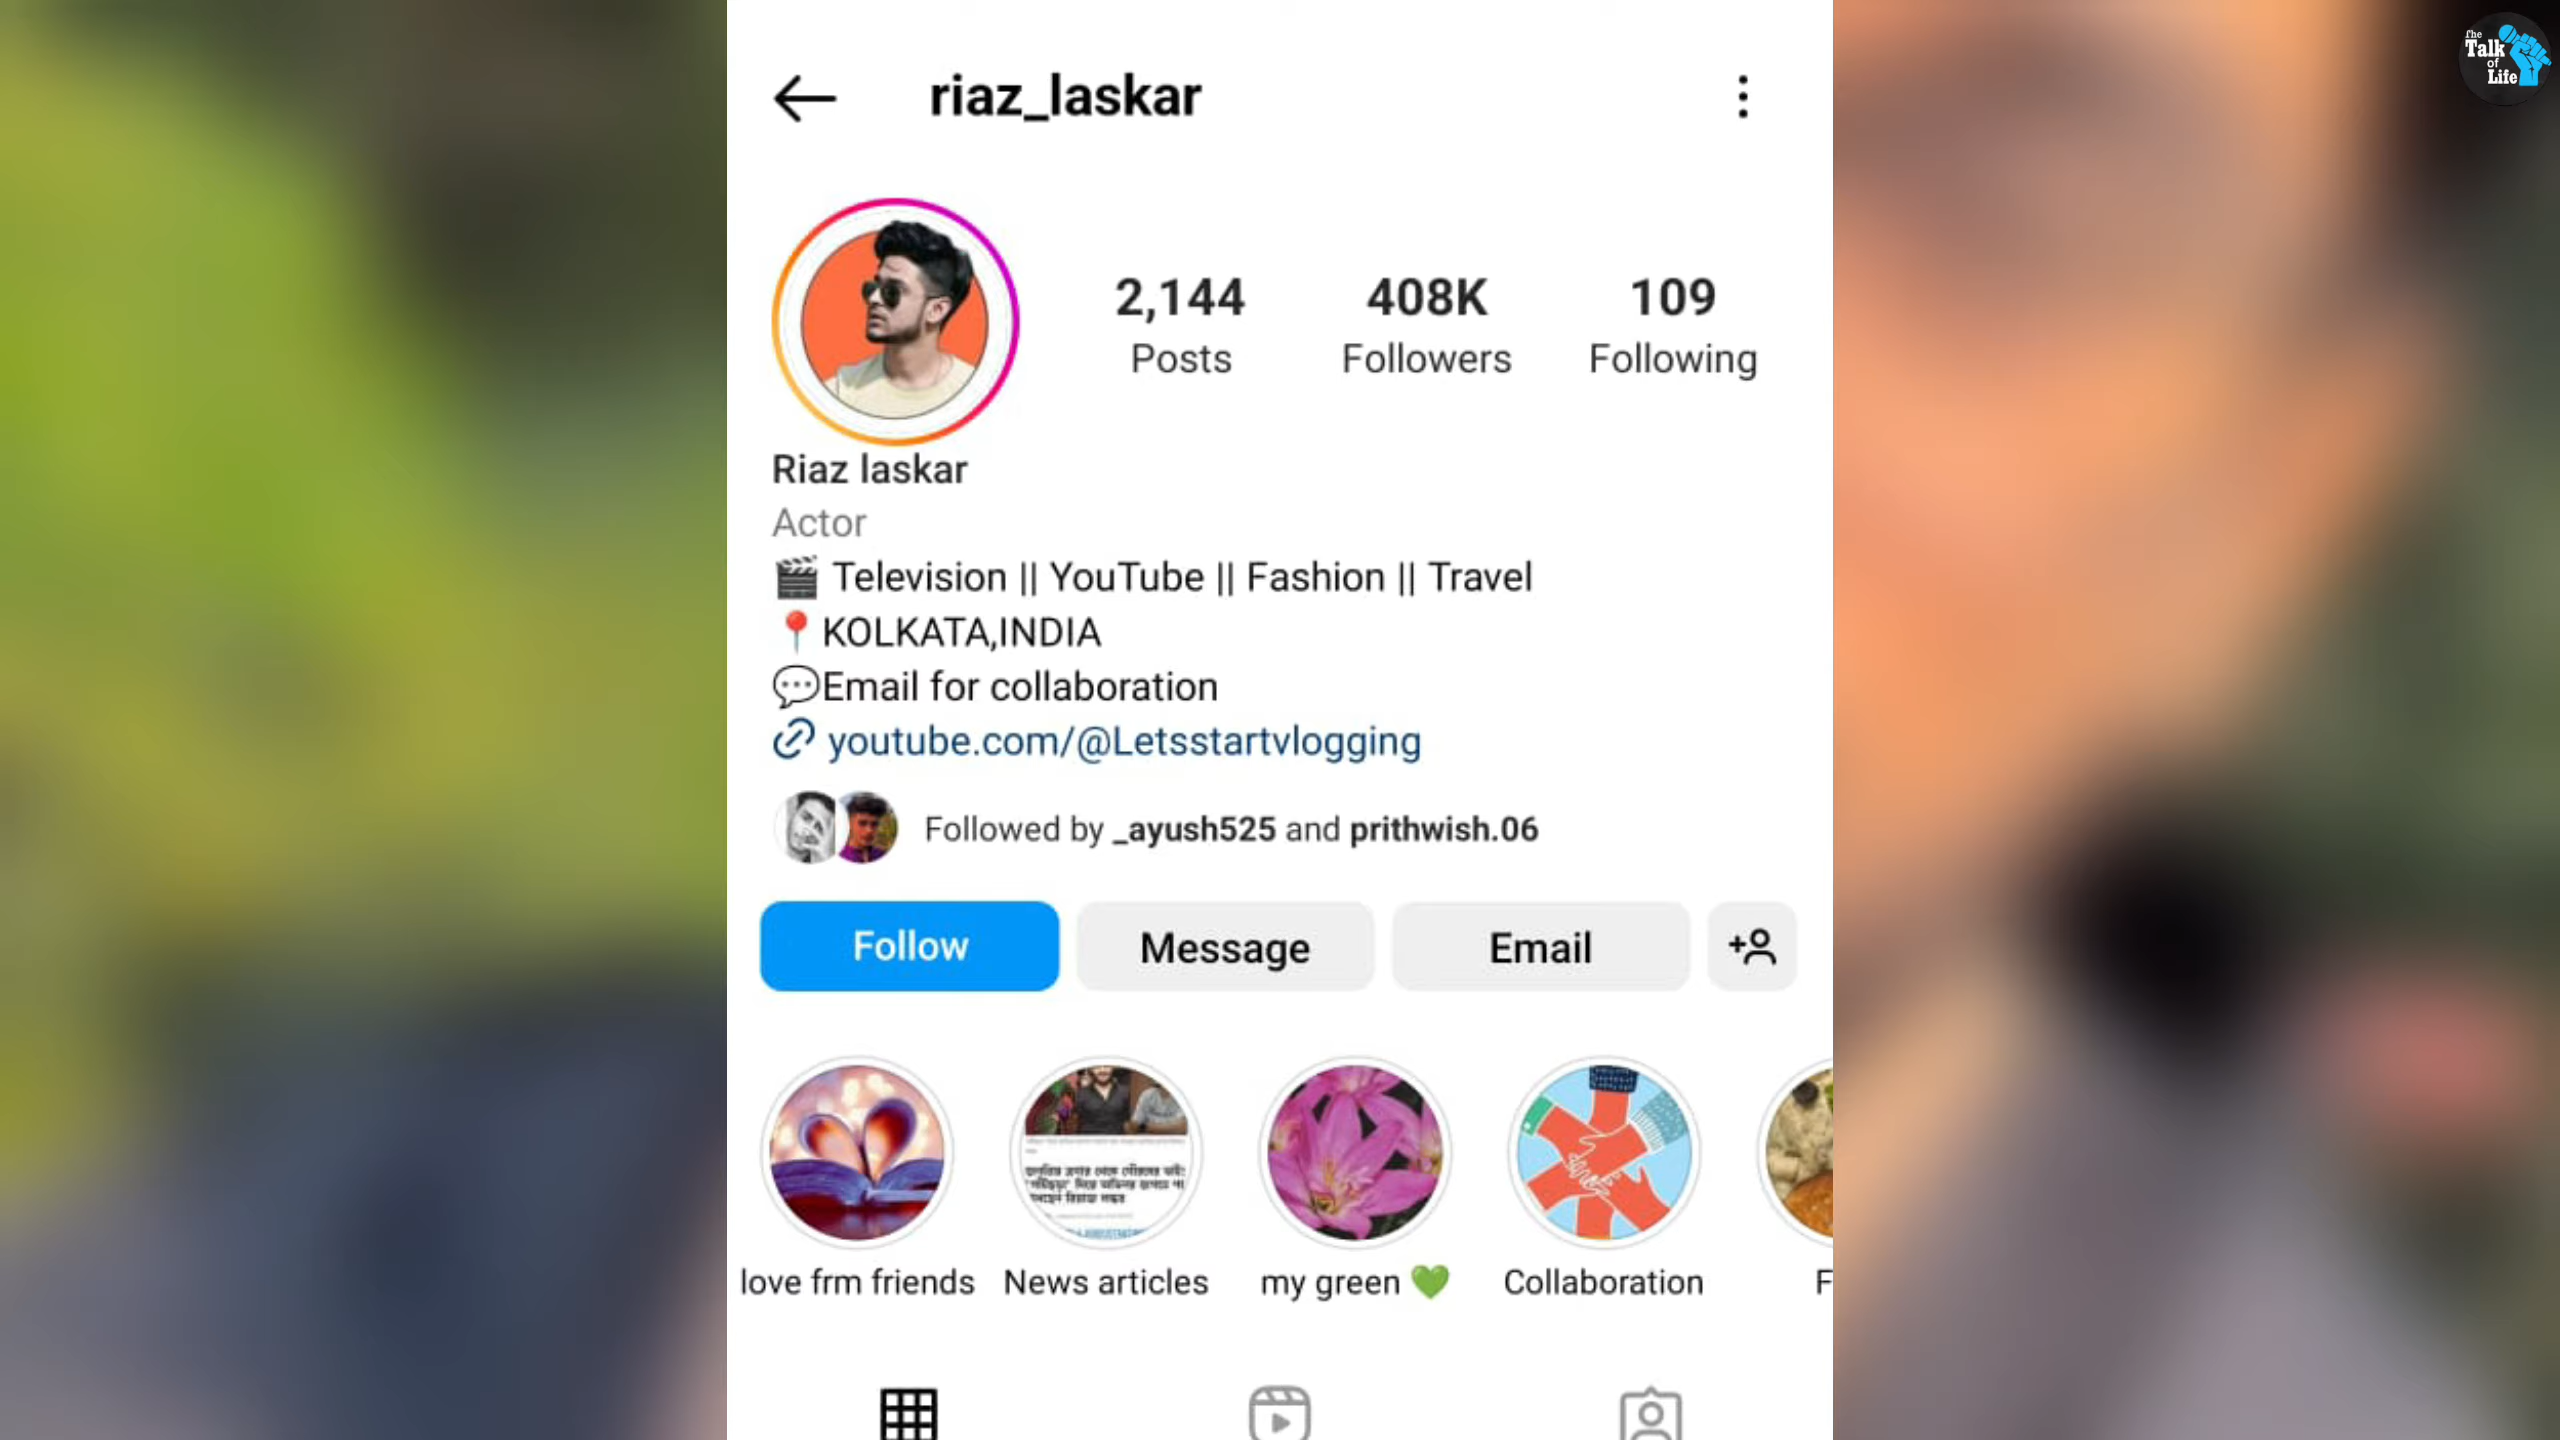 The
Talk
of
Life
riaz_laskar
2,144 408K 109
Posts Followers Following
Riaz laskar
Actor
🎬 Television || YouTube || Fashion || Travel
📍KOLKATA,INDIA
💬Email for collaboration
youtube.com/@Letsstartvlogging
Followed by _ayush525 and prithwish.06
Follow Message Email
love frm friends News articles my green 💚 Collaboration F